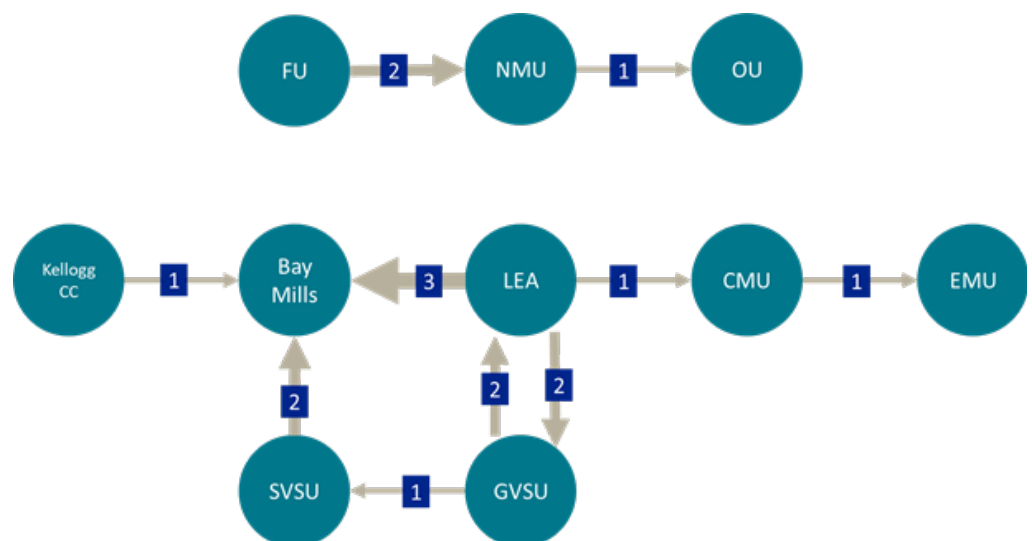 FU
2
NMU
1
OU
Kellogg
CC
1
Bay
Mills
3
LEA
1
CMU
1
EMU
2
2
2
SVSU
1
GVSU